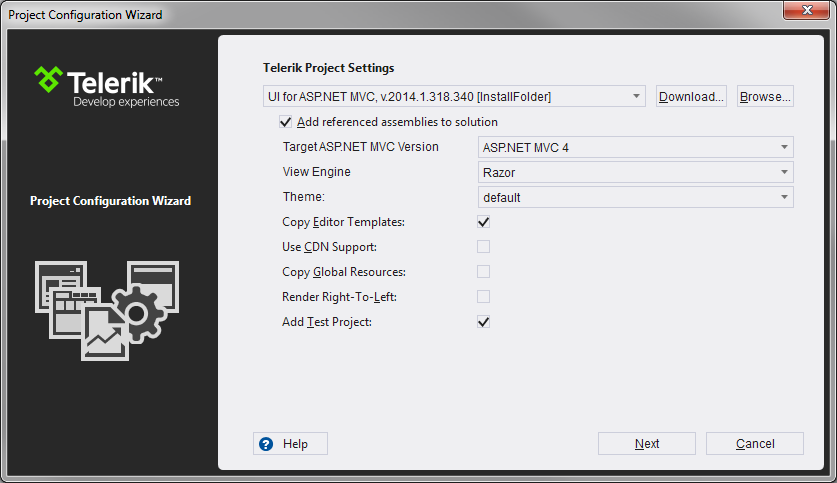 Project Configuration Wizard
Telerik™
Develop experiences
Project Configuration Wizard
Telerik Project Settings
UI for ASP.NET MVC, v.2014.1.318.340 [InstallFolder]
Download...
Browse...
Add referenced assemblies to solution
Target ASP.NET MVC Version
ASP.NET MVC 4
View Engine
Razor
Theme:
default
Copy Editor Templates:
Use CDN Support:
Copy Global Resources:
Render Right-To-Left:
Add Test Project:
? Help
Next
Cancel